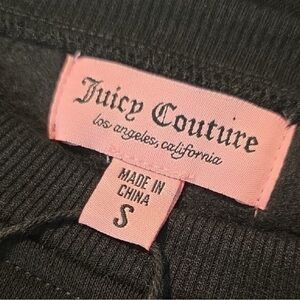 Juicy Couture
los angeles, california
MADE IN
CHINA
S